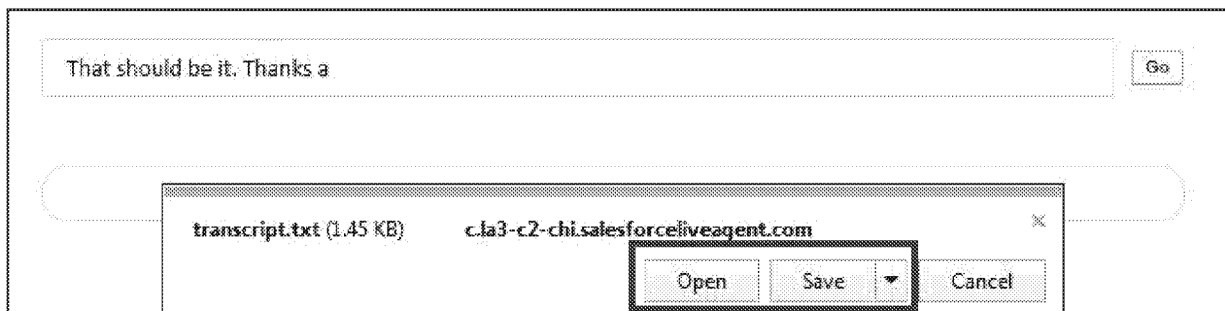 That should be it. Thanks a
Go
transcript.txt (1.45 KB) c.la3-c2-chi.salesforceliveagent.com
Open Save Cancel